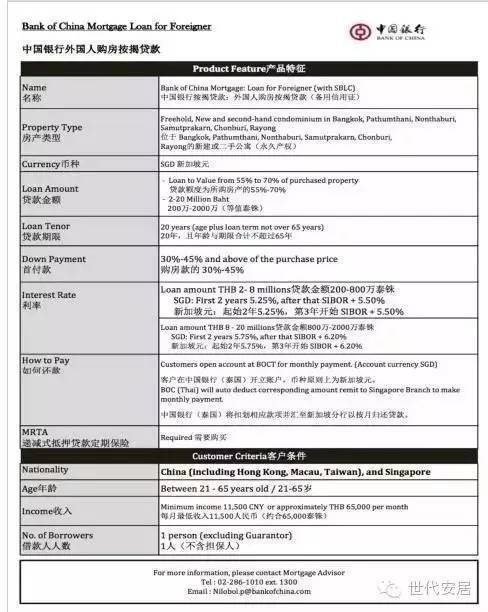 Bank of China Mortgage Loan for Foreigner
中国银行
BANK OF CHINA
中国银行外国人购房按揭贷款
Product Feature产品特征
Name
名称
Bank of China Mortgage: Loan for Foreigner (with SBLC)
中国银行按揭贷款：外国人购房按揭贷款（备用信用证）
Property Type
房产类型
Freehold, New and second-hand condominium in Bangkok, Pathumthani, Nonthaburi,
Samutprakarn, Chonburi, Rayong
位于 Bangkok, Pathumthani, Nonthaburi, Samutprakarn, Chonburi,
Rayong的新建或二手公寓（永久产权）
Currency币种
SGD 新加坡元
Loan Amount
贷款金额
- Loan to Value from 55% to 70% of purchased property
贷款额度为所购房产的55%-70%
- 2-20 Million Baht
200万-2000万（等值泰铢）
Loan Tenor
贷款期限
20 years (age plus loan term not over 65 years)
20年，且年龄与期限合计不超过65年
Down Payment
首付款
30%-45% and above of the purchase price
购房款的 30%-45%
Interest Rate
利率
Loan amount THB 2- 8 millions贷款金额200-800万泰铢
SGD: First 2 years 5.25%, after that SIBOR + 5.50%
新加坡元：起始2年5.25%，第3年开始 SIBOR + 5.50%
Loan amount THB 8 - 20 millions贷款金额800万-2000万泰铢
SGD: First 2 years 5.75%, after that SIBOR + 6.20%
新加坡元：起始2年5.75%，第3年开始 SIBOR + 6.20%
How to Pay
如何还款
Customers open account at BOCT for monthly payment. (Account currency SGD)
客户在中国银行（泰国）开立账户，币种原则上为新加坡元。
BOC (Thai) will auto deduct corresponding amount remit to Singapore Branch to make
monthly payment.
中国银行（泰国）将扣划相应款项并汇至新加坡分行以按月归还贷款。
MRTA
递减式抵押贷款定期保险
Required 需要购买
Customer Criteria客户条件
Nationality
China (including Hong Kong, Macau, Taiwan), and Singapore
Age年龄
Between 21 - 65 years old / 21-65岁
Income收入
Minimum income 11,500 CNY or approximately THB 65,000 per month
每月最低收入11,500人民币（约合65,000泰铢）
No. of Borrowers
借款人人数
1 person (excluding Guarantor)
1人（不含担保人）
For more information, please contact Mortgage Advisor
Tel : 02-286-1010 ext. 1300
Email : Nilobol.p@bankofchina.com
世代安居